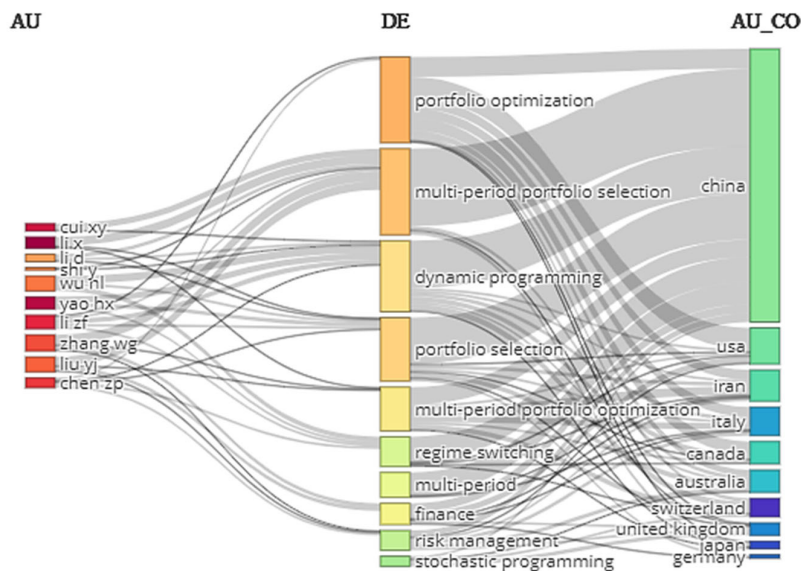 AU DE AU_CO
cui xy
li x
li d
shi y
wu hl
yao hx
li zf
zhang wg
liu yj
chen zp
portfolio optimization
multi-period portfolio selection
dynamic programming
portfolio selection
multi-period portfolio optimization
regime switching
multi-period
finance
risk management
stochastic programming
china
usa
iran
italy
canada
australia
switzerland
united kingdom
japan
germany